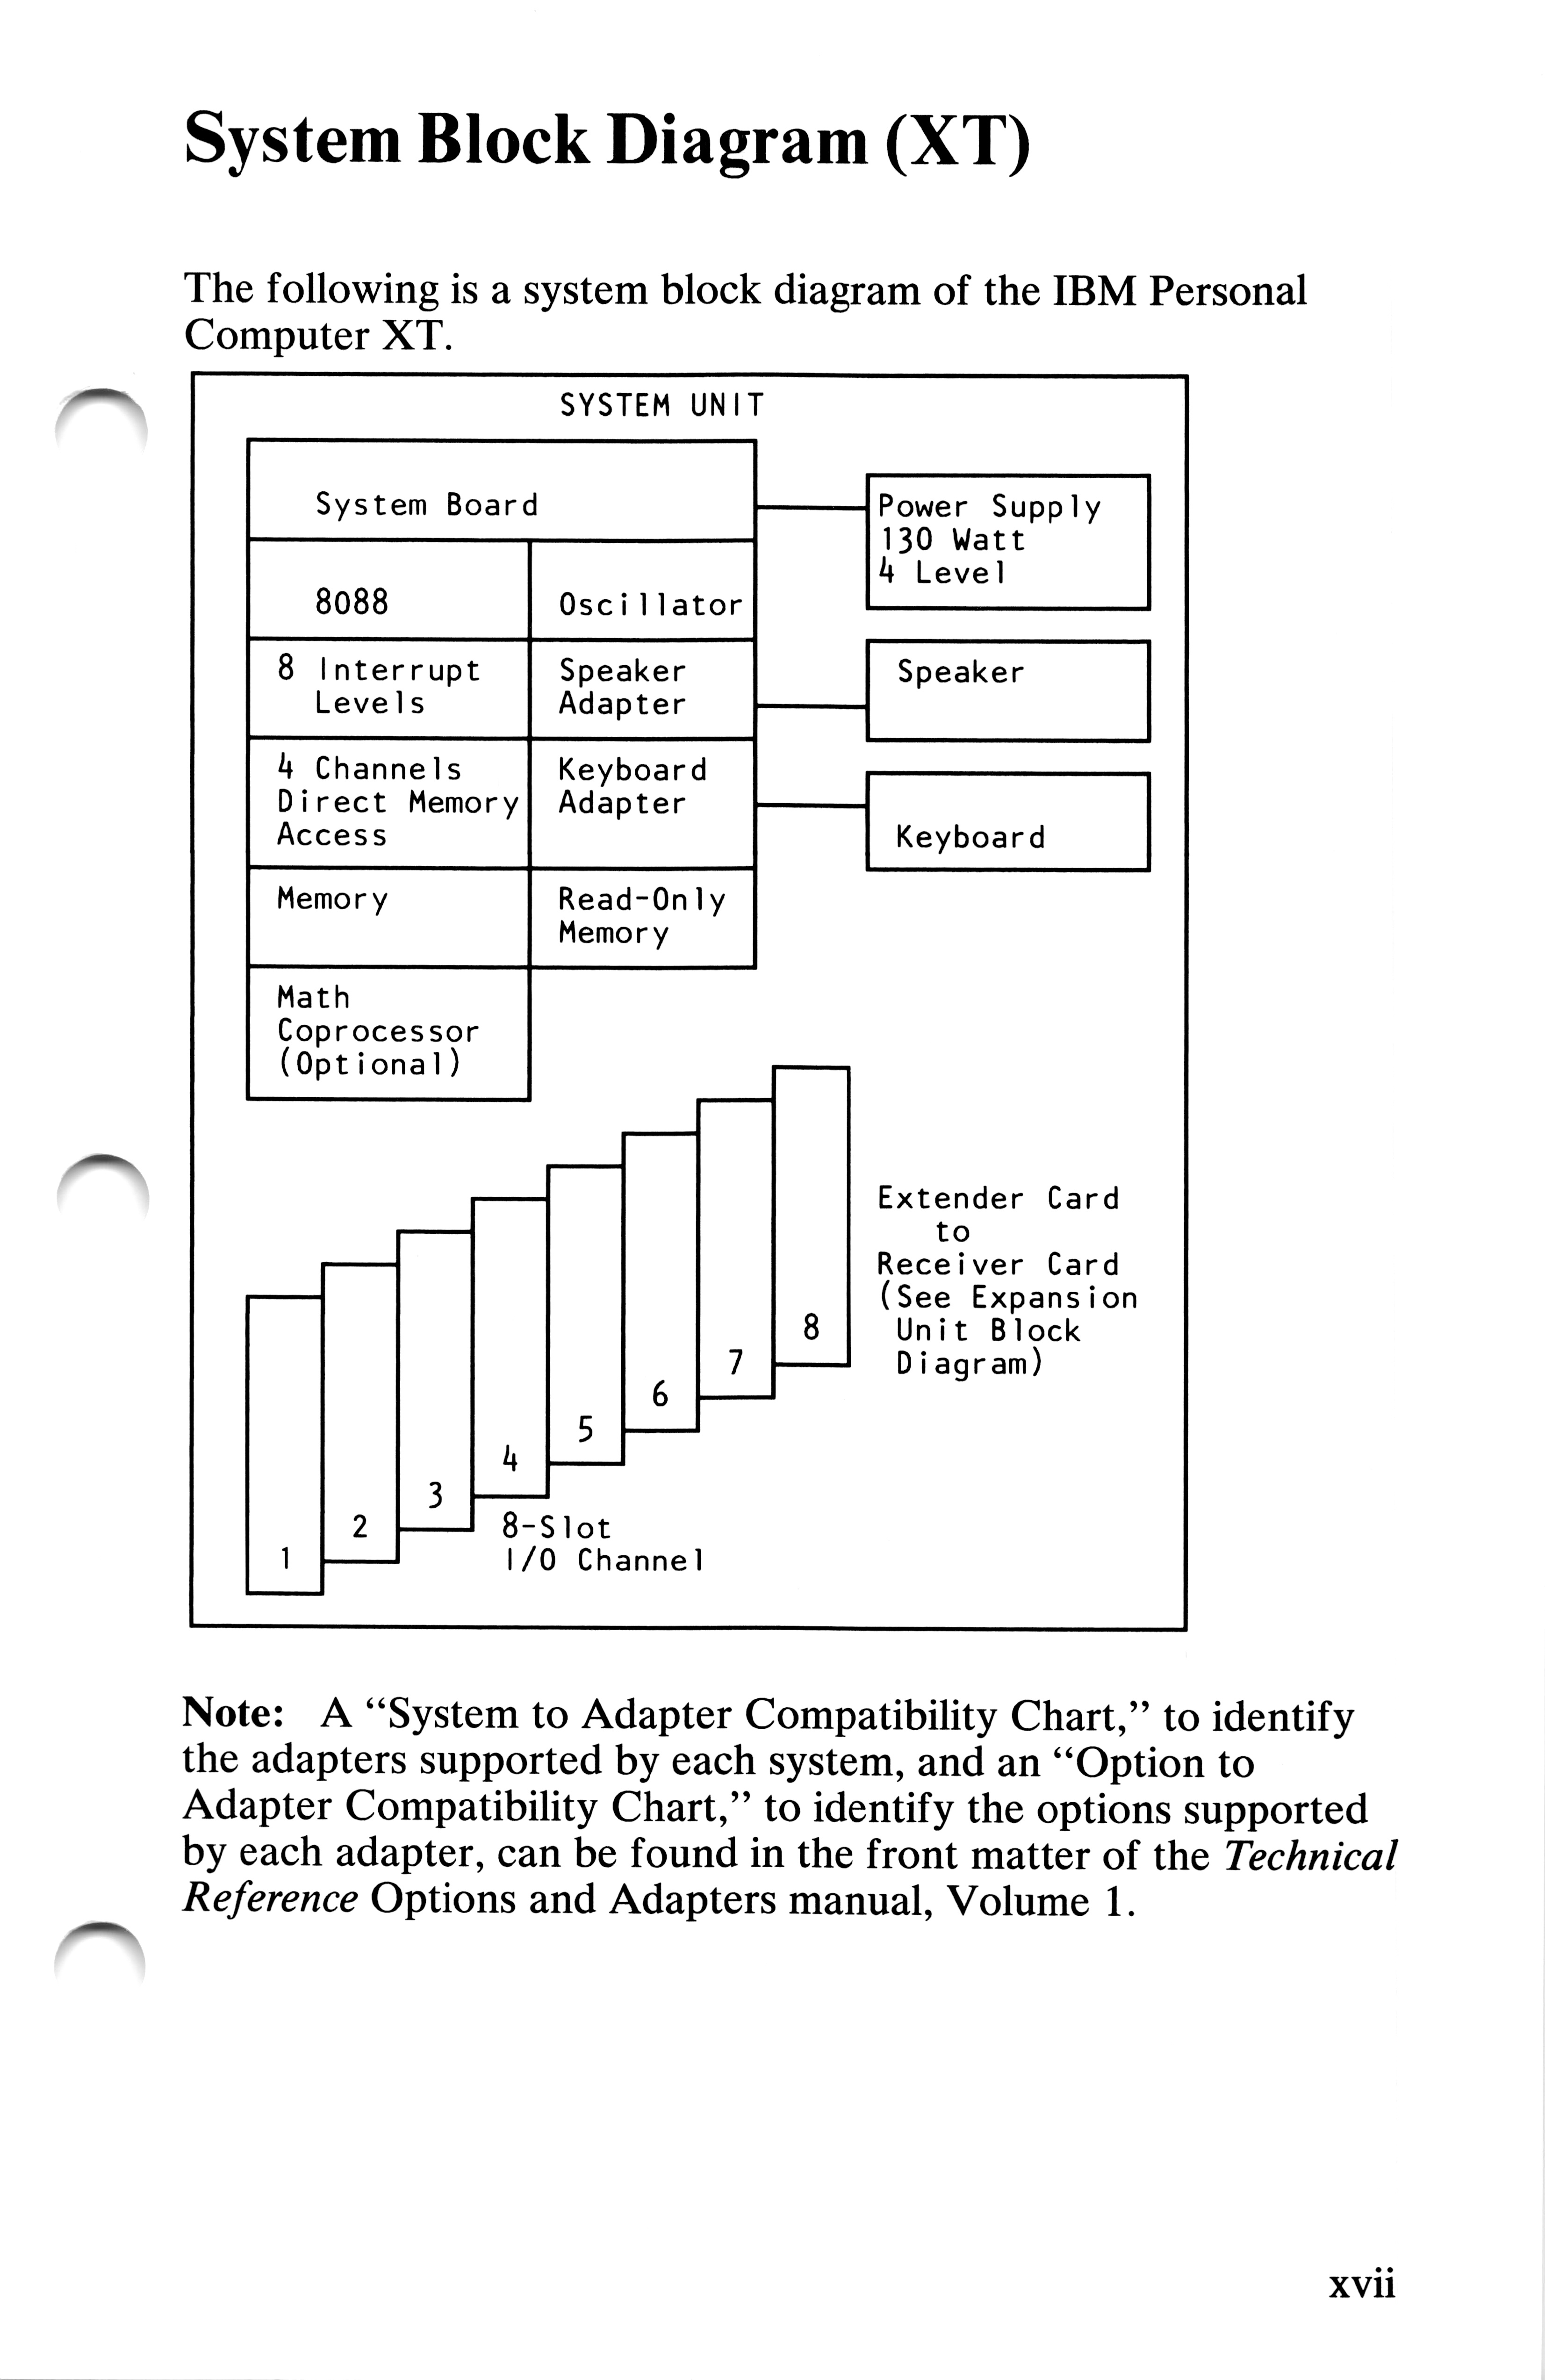 System Block Diagram (XT)
The following is a system block diagram of the IBM Personal
Computer XT.
SYSTEM UNIT
System Board
Power Supply
130 Watt
4 Level
8088
Oscillator
8 Interrupt
Levels
Speaker
Adapter
Speaker
4 Channels
Direct Memory
Access
Keyboard
Adapter
Keyboard
Memory
Read-Only
Memory
Math
Coprocessor
(Optional)
Extender Card
to
Receiver Card
(See Expansion
Unit Block
Diagram)
1
2
3
4
5
6
7
8
8-Slot
I/O Channel
Note: A “System to Adapter Compatibility Chart,” to identify
the adapters supported by each system, and an “Option to
Adapter Compatibility Chart,” to identify the options supported
by each adapter, can be found in the front matter of the Technical
Reference Options and Adapters manual, Volume 1.
xvii